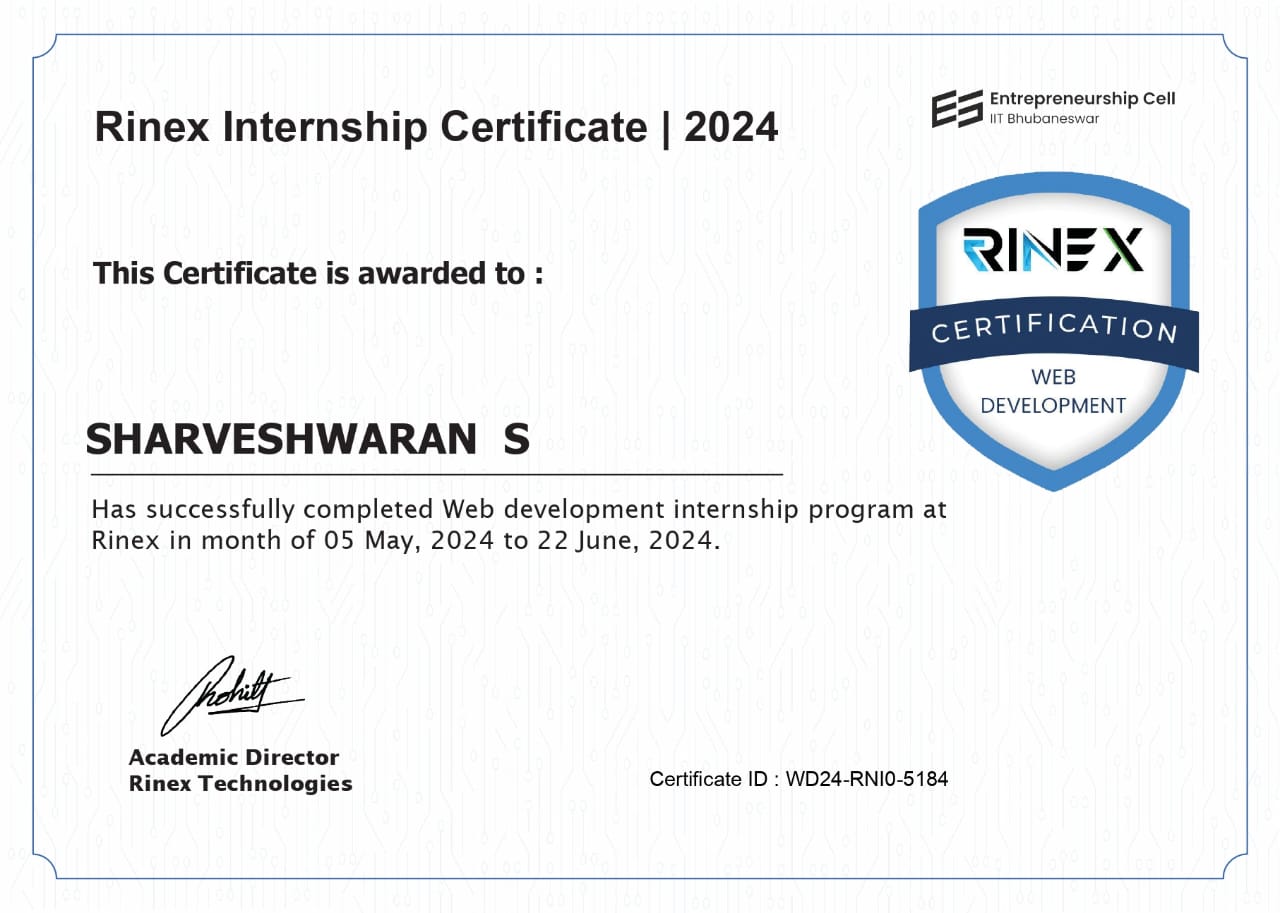 Rinex Internship Certificate | 2024
Entrepreneurship Cell
IIT Bhubaneswar
RINEX
CERTIFICATION
WEB
DEVELOPMENT
This Certificate is awarded to :
SHARVESHWARAN S
Has successfully completed Web development internship program at
Rinex in month of 05 May, 2024 to 22 June, 2024.
Academic Director
Rinex Technologies
Certificate ID : WD24-RNI0-5184